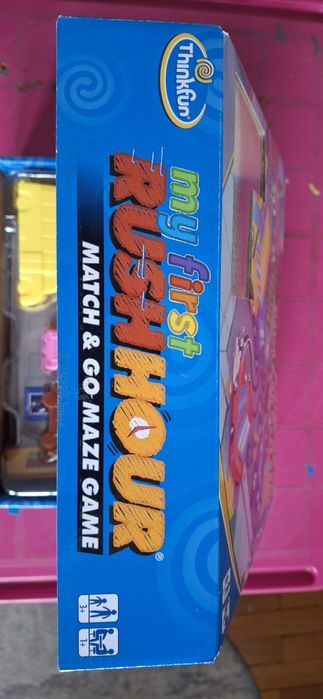 ThinkFun
my first
RUSH HOUR®
MATCH & GO MAZE GAME
3+
1+